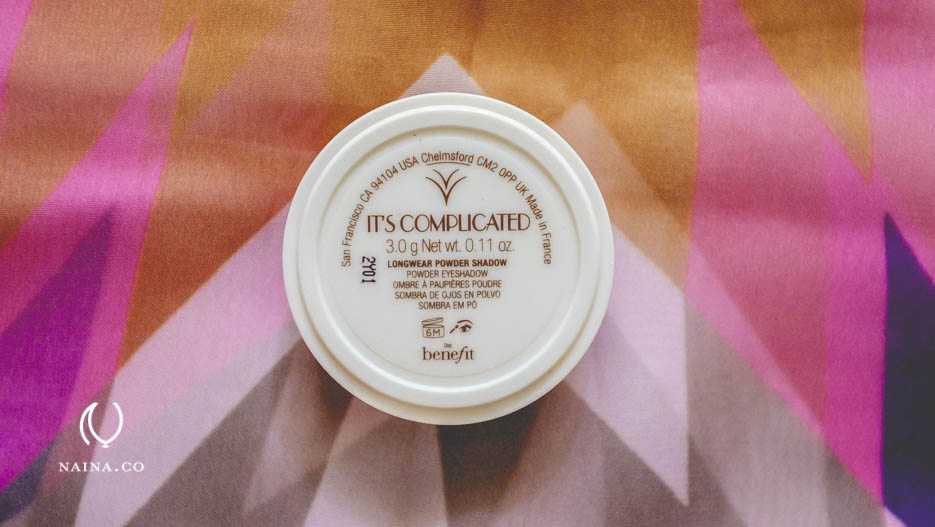 San Francisco CA 94104 USA Chelmsford CM2 0PP UK Made in France
IT'S COMPLICATED
3.0 g Net wt. 0.11 oz.
2Y01
LONGWEAR POWDER SHADOW
POWDER EYESHADOW
OMBRE À PAUPIÈRES POUDRE
SOMBRA DE OJOS EN POLVO
SOMBRA EM PÓ
6M
Dist.
benefit
NAINA.CO